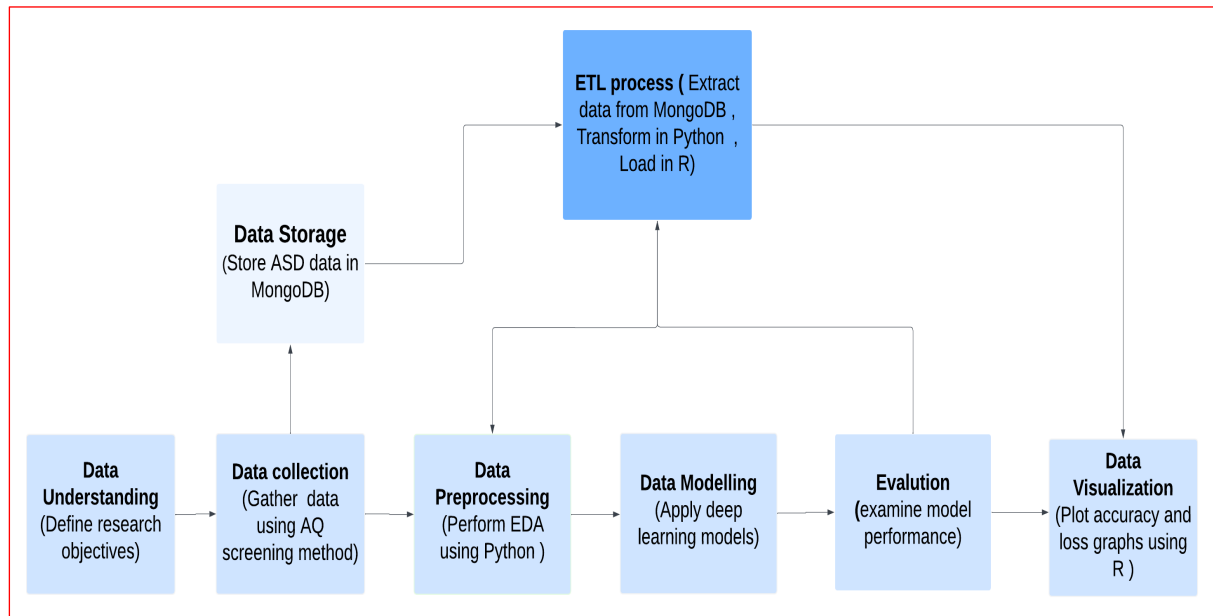 ETL process ( Extract
data from MongoDB ,
Transform in Python ,
Load in R)
Data Storage
(Store ASD data in
MongoDB)
Data
Understanding
(Define research
objectives)
Data collection
(Gather data
using AQ
screening method)
Data
Preprocessing
(Perform EDA
using Python )
Data Modelling
(Apply deep
learning models)
Evalution
(examine model
performance)
Data
Visualization
(Plot accuracy and
loss graphs using
R )